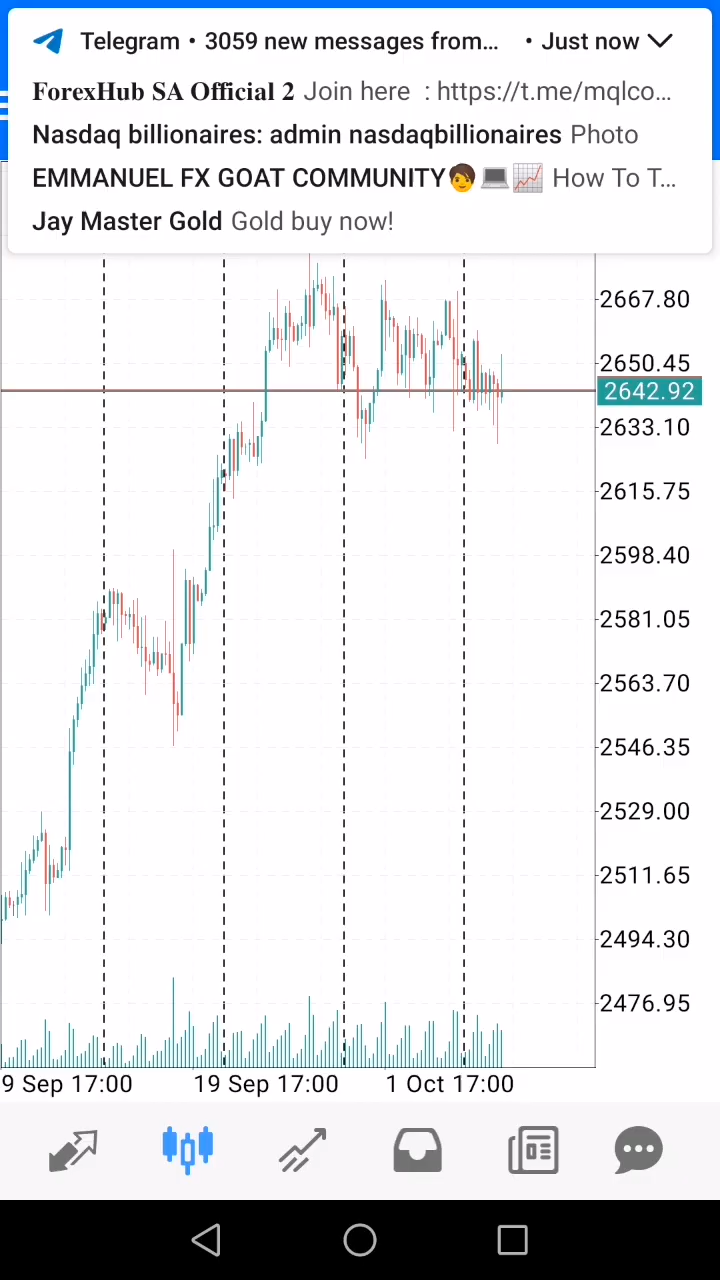 Telegram • 3059 new messages from... • Just now
ForexHub SA Official 2 Join here : https://t.me/mqlco...
Nasdaq billionaires: admin nasdaqbillionaires Photo
EMMANUEL FX GOAT COMMUNITY🧑💻📈 How To T...
Jay Master Gold Gold buy now!
2667.80
2650.45
2642.92
2633.10
2615.75
2598.40
2581.05
2563.70
2546.35
2529.00
2511.65
2494.30
2476.95
9 Sep 17:00 19 Sep 17:00 1 Oct 17:00